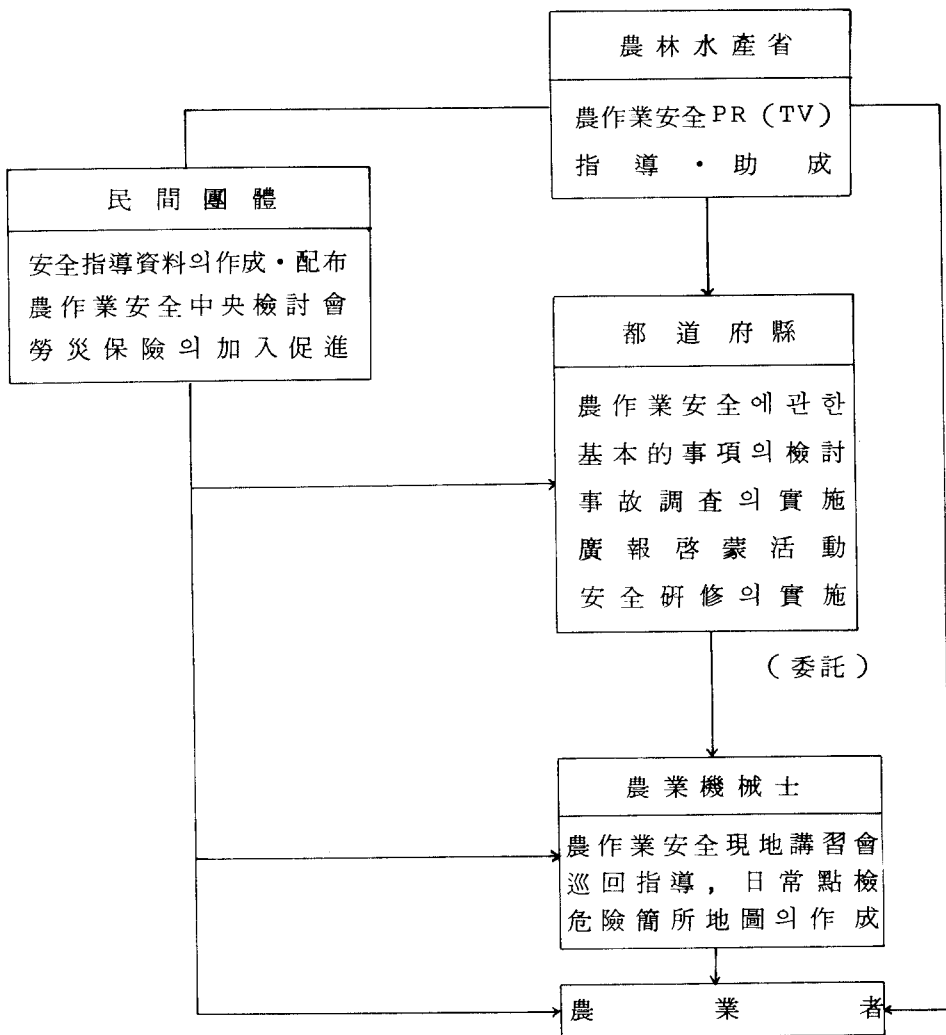 農林水產省
農作業安全PR (TV)
指導・助成
民間團體
安全指導資料의作成・配布
農作業安全中央檢討會
勞災保險의加入促進
都道府縣
農作業安全에관한
基本的事項의檢討
事故調査의實施
廣報啓蒙活動
安全硏修의實施
(委託)
農業機械士
農作業安全現地講習會
巡回指導, 日常點檢
危險箇所地圖의作成
農業者